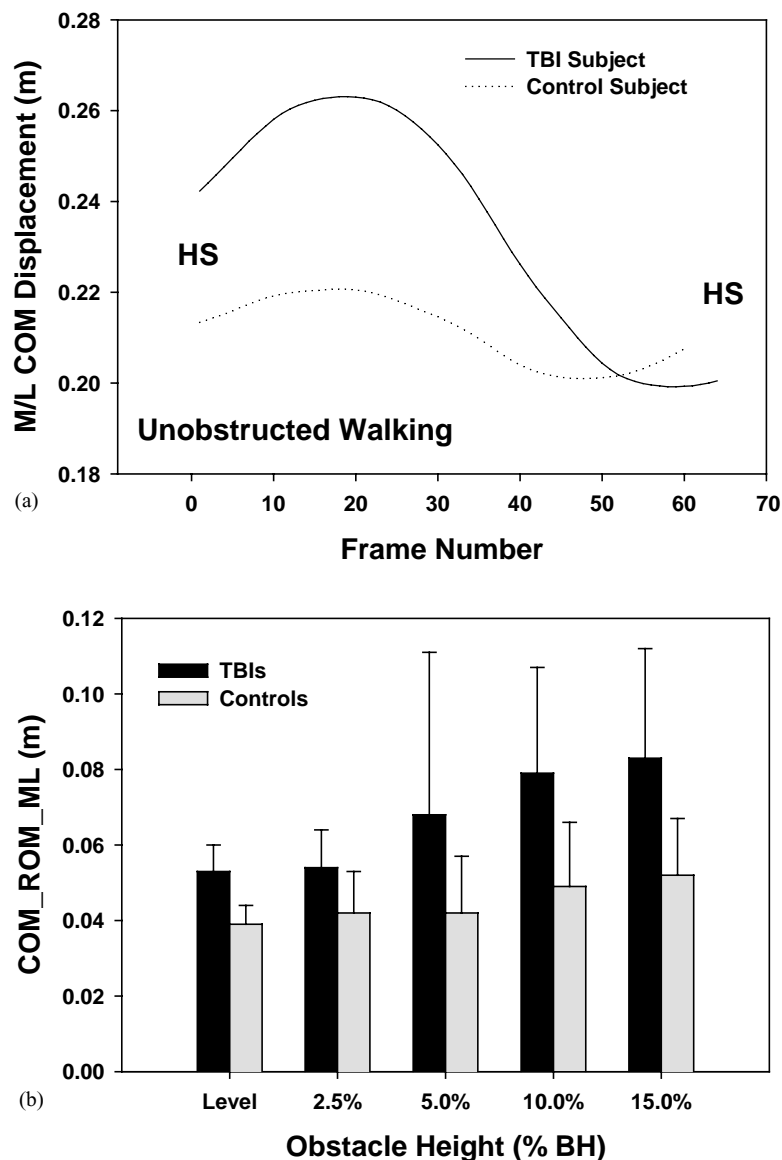 0.28
TBI Subject
Control Subject
0.26
0.24
HS
0.22
HS
0.20
Unobstructed Walking
0.18
M/L COM Displacement (m)
(a)
0 10 20 30 40 50 60 70
Frame Number
0.12
TBIs
Controls
0.10
0.08
0.06
0.04
0.02
0.00
COM_ROM_ML (m)
(b)
Level 2.5% 5.0% 10.0% 15.0%
Obstacle Height (% BH)